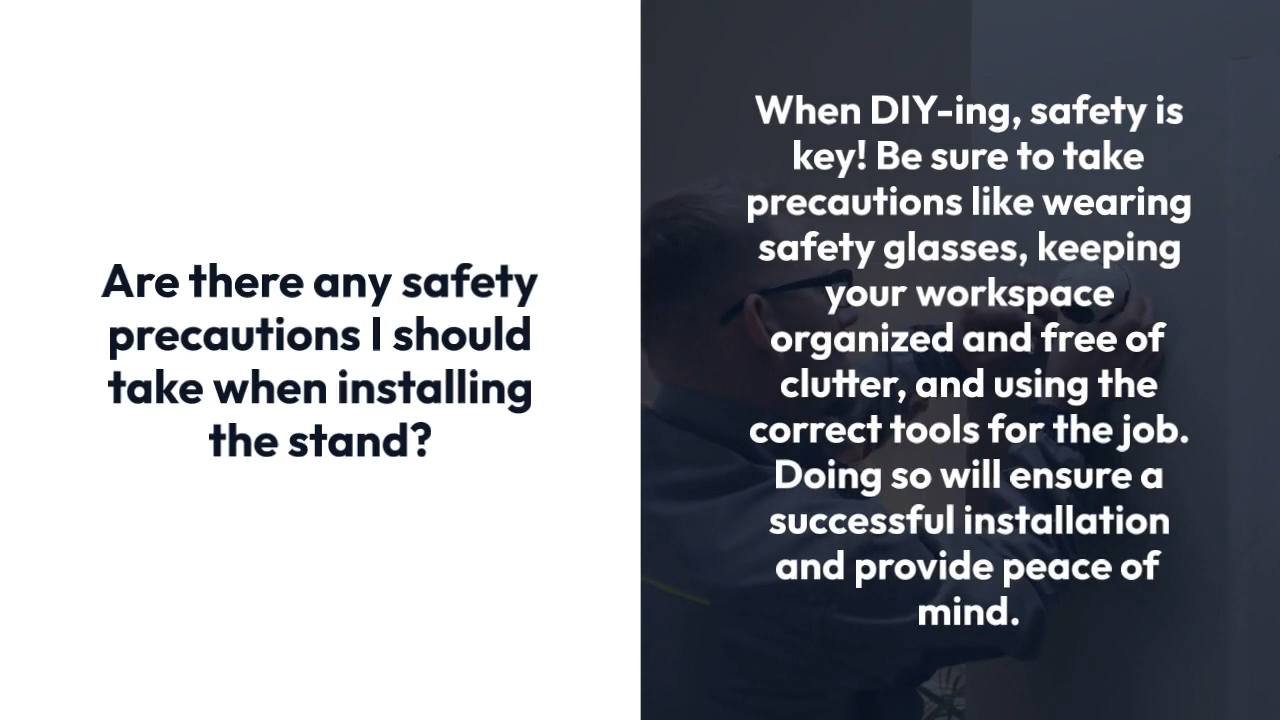 Are there any safety
precautions I should
take when installing
the stand?
When DIY-ing, safety is
key! Be sure to take
precautions like wearing
safety glasses, keeping
your workspace
organized and free of
clutter, and using the
correct tools for the job.
Doing so will ensure a
successful installation
and provide peace of
mind.